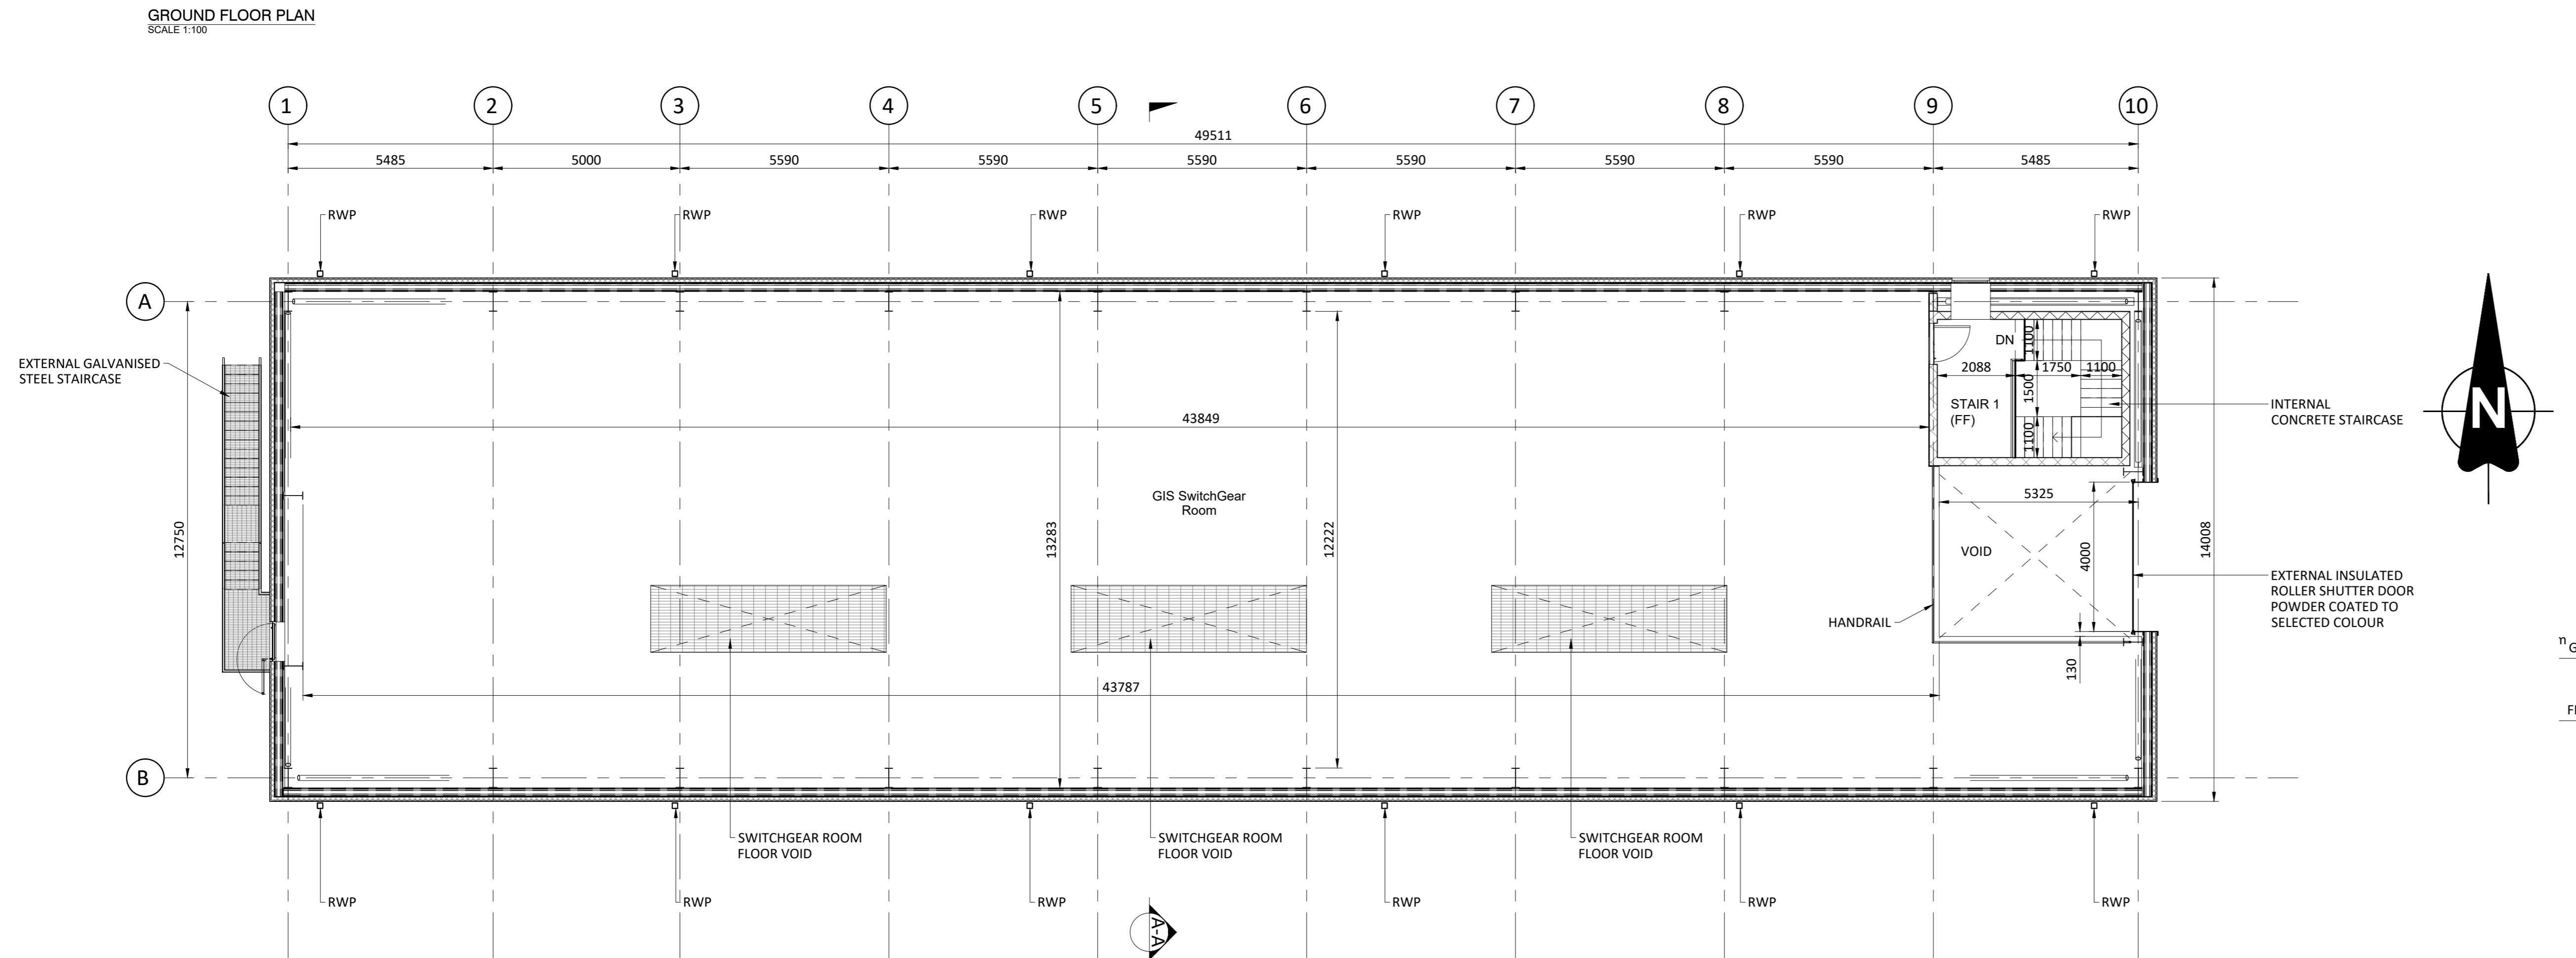 GROUND FLOOR PLAN
SCALE 1:100
1 2 3 4 5 6 7 8 9 10
49511
5485 5000 5590 5590 5590 5590 5590 5590 5485
RWP RWP RWP RWP RWP RWP
A
EXTERNAL GALVANISED
STEEL STAIRCASE
DN
1100
2088 1750 1100
1500
STAIR 1
(FF)
1100
INTERNAL
CONCRETE STAIRCASE
N
43849
GIS SwitchGear
Room
5325
12750
13283
12222
VOID
4000
14008
EXTERNAL INSULATED
ROLLER SHUTTER DOOR
POWDER COATED TO
SELECTED COLOUR
HANDRAIL
130
43787
B
SWITCHGEAR ROOM
FLOOR VOID
SWITCHGEAR ROOM
FLOOR VOID
SWITCHGEAR ROOM
FLOOR VOID
RWP RWP RWP RWP RWP RWP
A-A